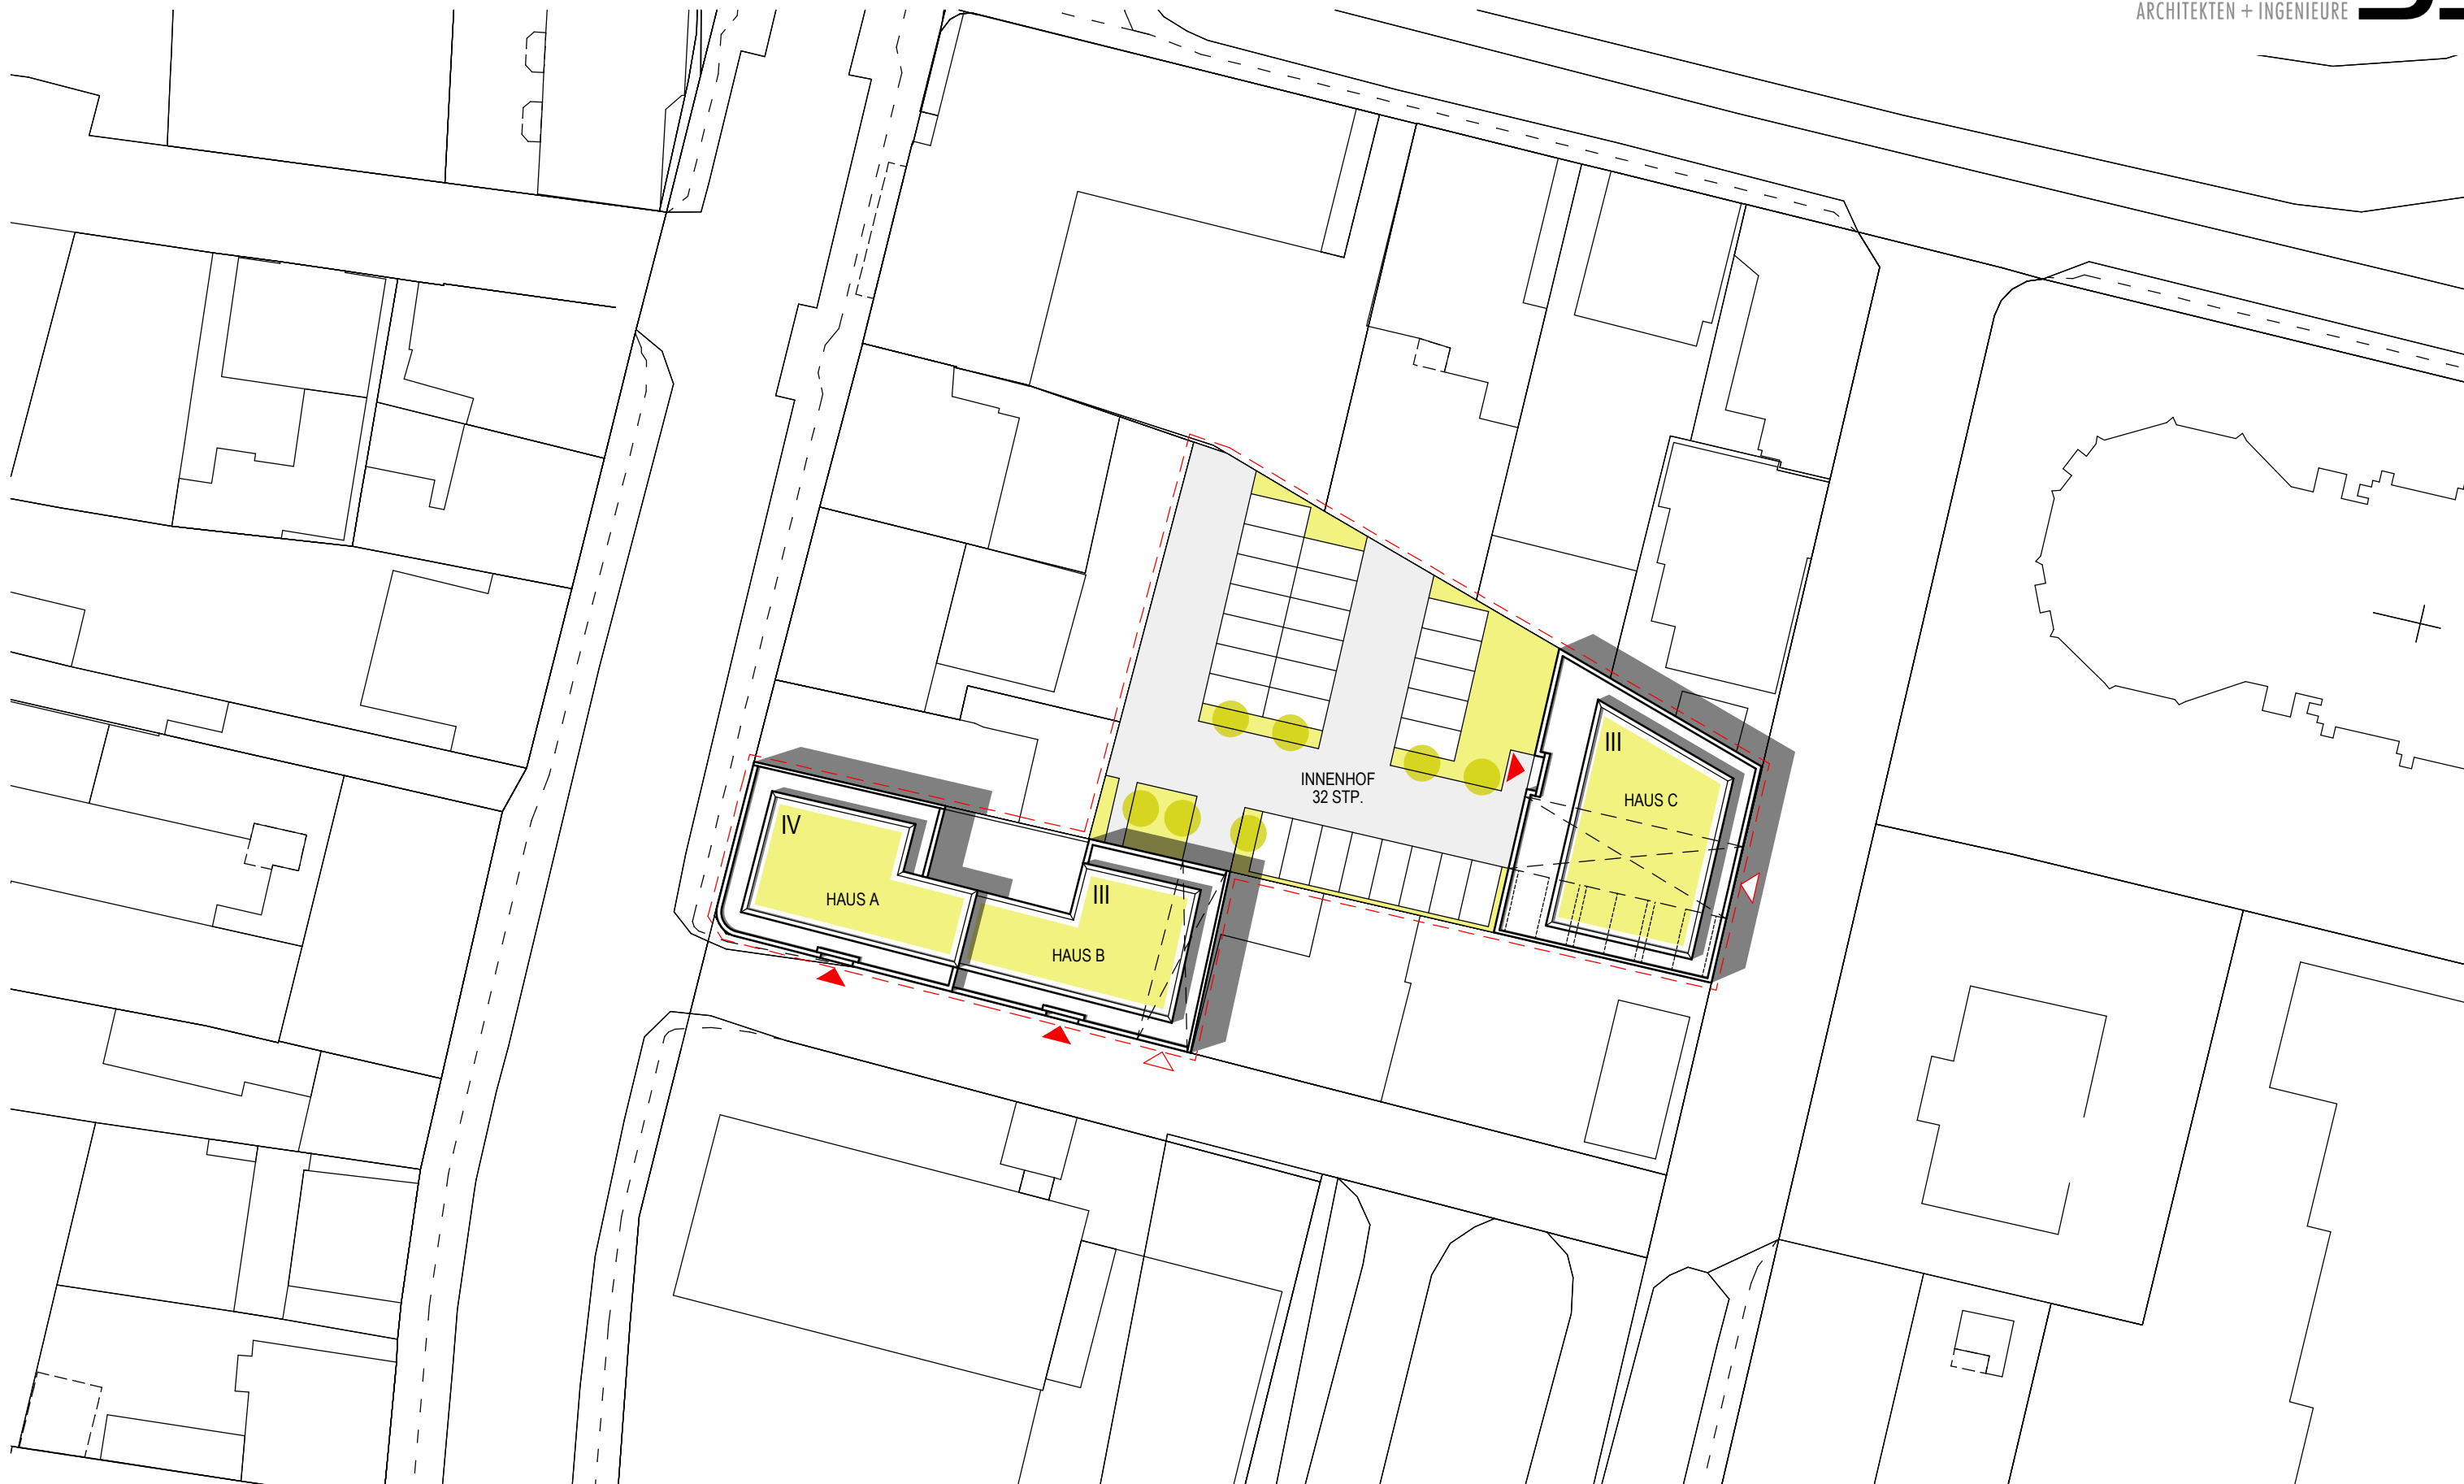 ARCHITEKTEN + INGENIEURE
III
INNENHOF
32 STP.
HAUS C
IV
HAUS A
III
HAUS B